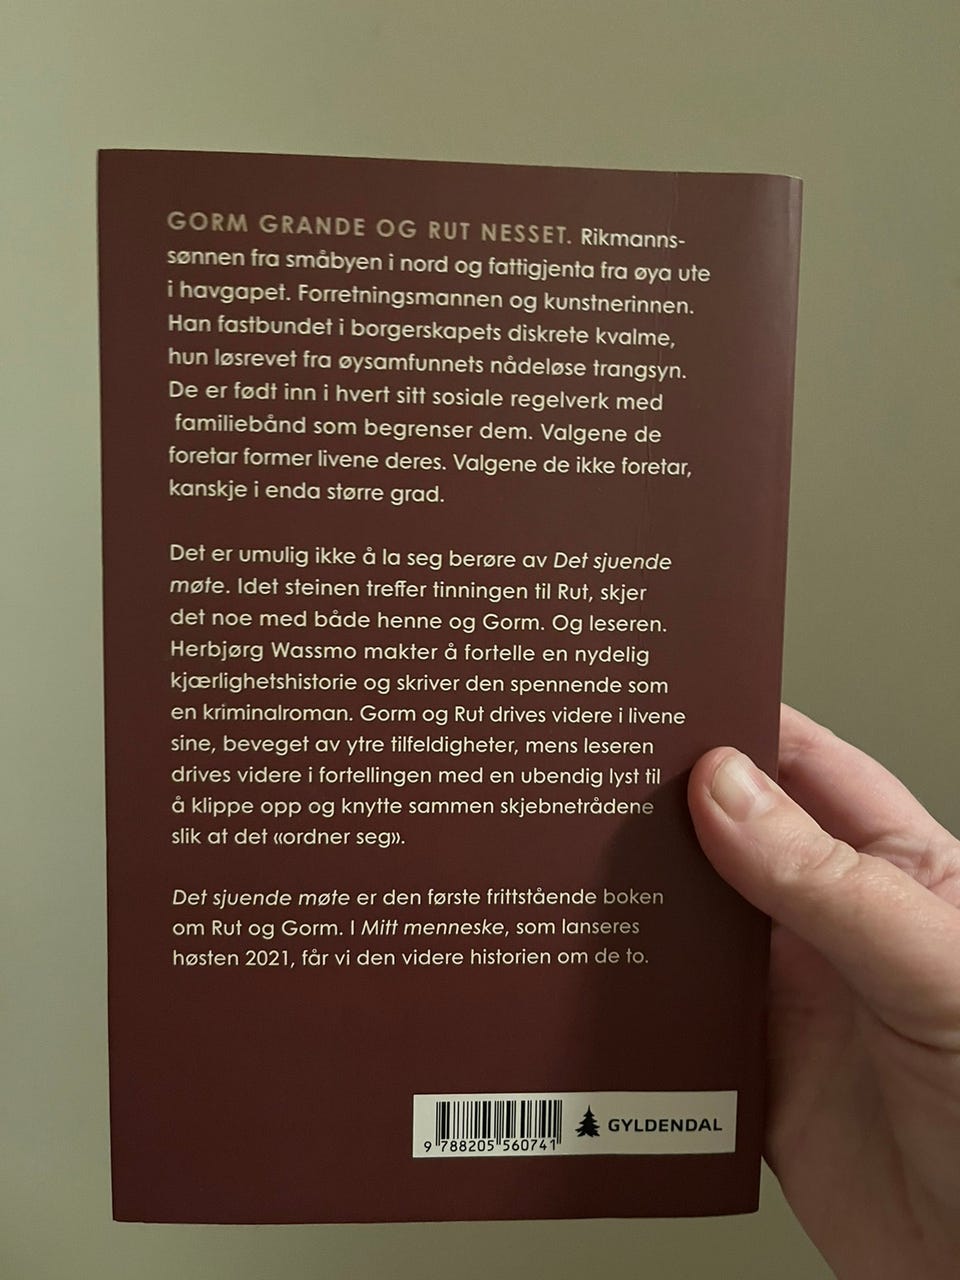 GORM GRANDE OG RUT NESSET. Rikmanns-
sønnen fra småbyen i nord og fattigjenta fra øya ute
i havgapet. Forretningsmannen og kunstnerinnen.
Han fastbundet i borgerskapets diskrete kvalme,
hun løsrevet fra øysamfunnets nådeløse trangsyn.
De er født inn i hvert sitt sosiale regelverk med
familiebånd som begrenser dem. Valgene de
foretar former livene deres. Valgene de ikke foretar,
kanskje i enda større grad.
Det er umulig ikke å la seg berøre av Det sjuende
møte. Idet steinen treffer tinningen til Rut, skjer
det noe med både henne og Gorm. Og leseren.
Herbjørg Wassmo makter å fortelle en nydelig
kjærlighetshistorie og skriver den spennende som
en kriminalroman. Gorm og Rut drives videre i livene
sine, beveget av ytre tilfeldigheter, mens leseren
drives videre i fortellingen med en ubendig lyst til
å klippe opp og knytte sammen skjebnetrådene
slik at det «ordner seg».
Det sjuende møte er den første frittstående boken
om Rut og Gorm. I Mitt menneske, som lanseres
høsten 2021, får vi den videre historien om de to.
9 788205 560741
GYLDENDAL